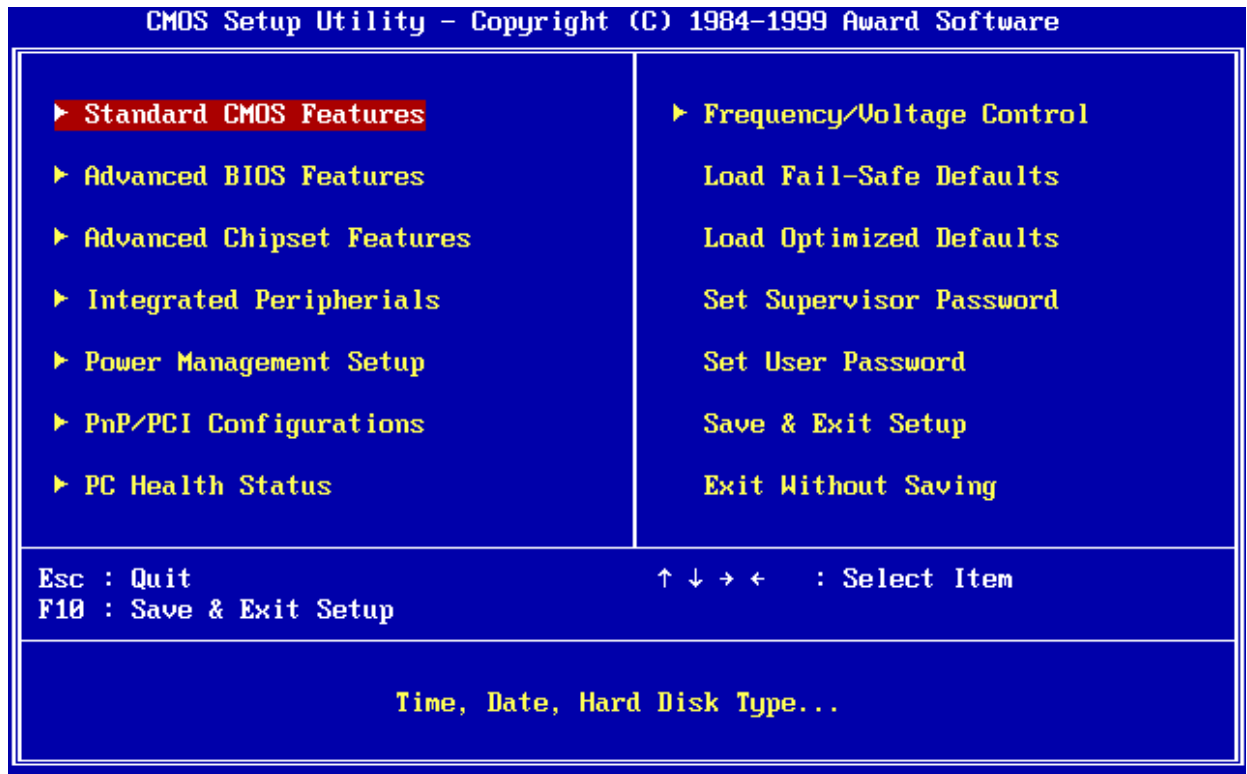 CMOS Setup Utility – Copyright (C) 1984–1999 Award Software
► Standard CMOS Features
► Advanced BIOS Features
► Advanced Chipset Features
► Integrated Peripherials
► Power Management Setup
► PnP/PCI Configurations
► PC Health Status
► Frequency/Voltage Control
Load Fail–Safe Defaults
Load Optimized Defaults
Set Supervisor Password
Set User Password
Save & Exit Setup
Exit Without Saving
Esc : Quit
F10 : Save & Exit Setup
↑ ↓ → ← : Select Item
Time, Date, Hard Disk Type...